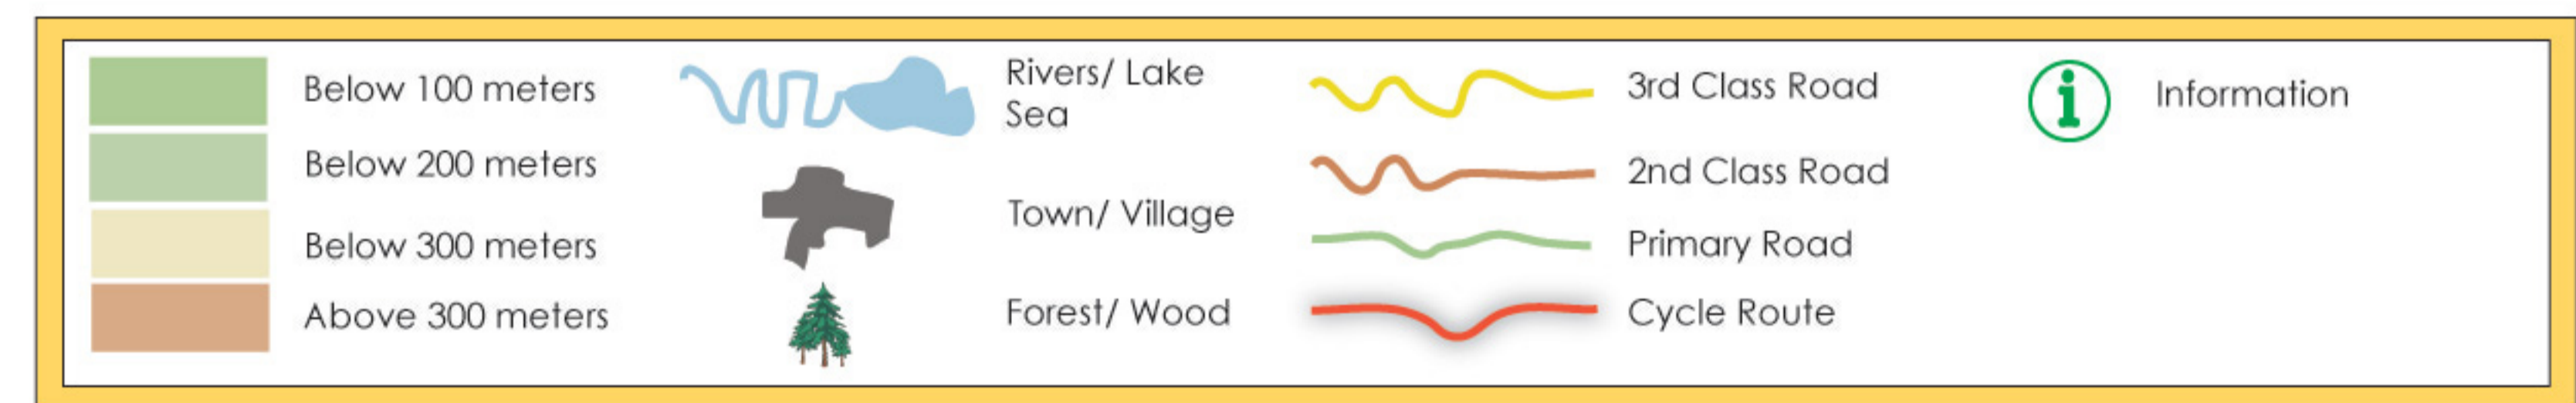 Below 100 meters
Below 200 meters
Below 300 meters
Above 300 meters
Rivers/ Lake
Sea
Town/ Village
Forest/ Wood
3rd Class Road
2nd Class Road
Primary Road
Cycle Route
i
Information